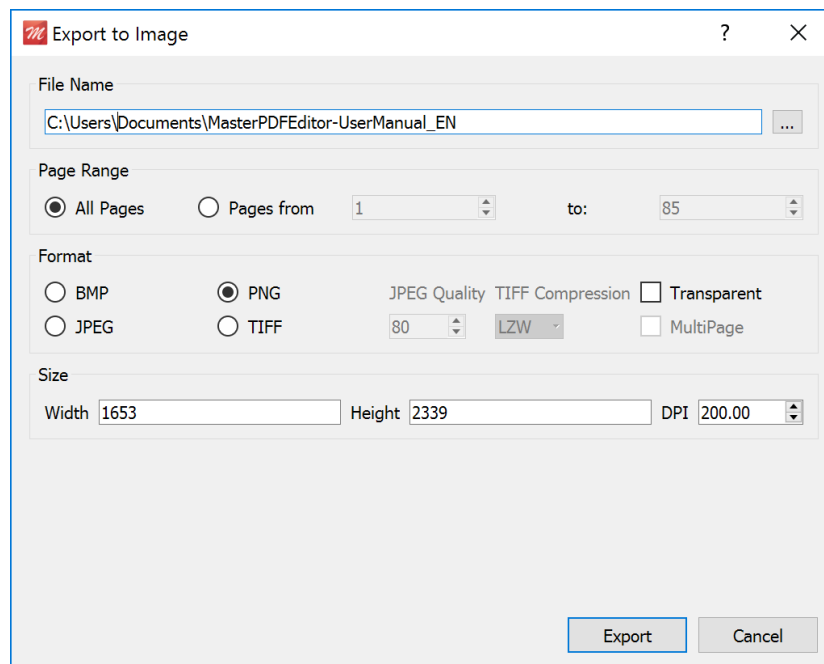 Export to Image
?
File Name
C:\Users\Documents\MasterPDFEditor-UserManual_EN
...
Page Range
All Pages Pages from 1 to: 85
Format
BMP PNG JPEG Quality TIFF Compression Transparent
JPEG TIFF 80 LZW MultiPage
Size
Width 1653 Height 2339 DPI 200.00
Export Cancel